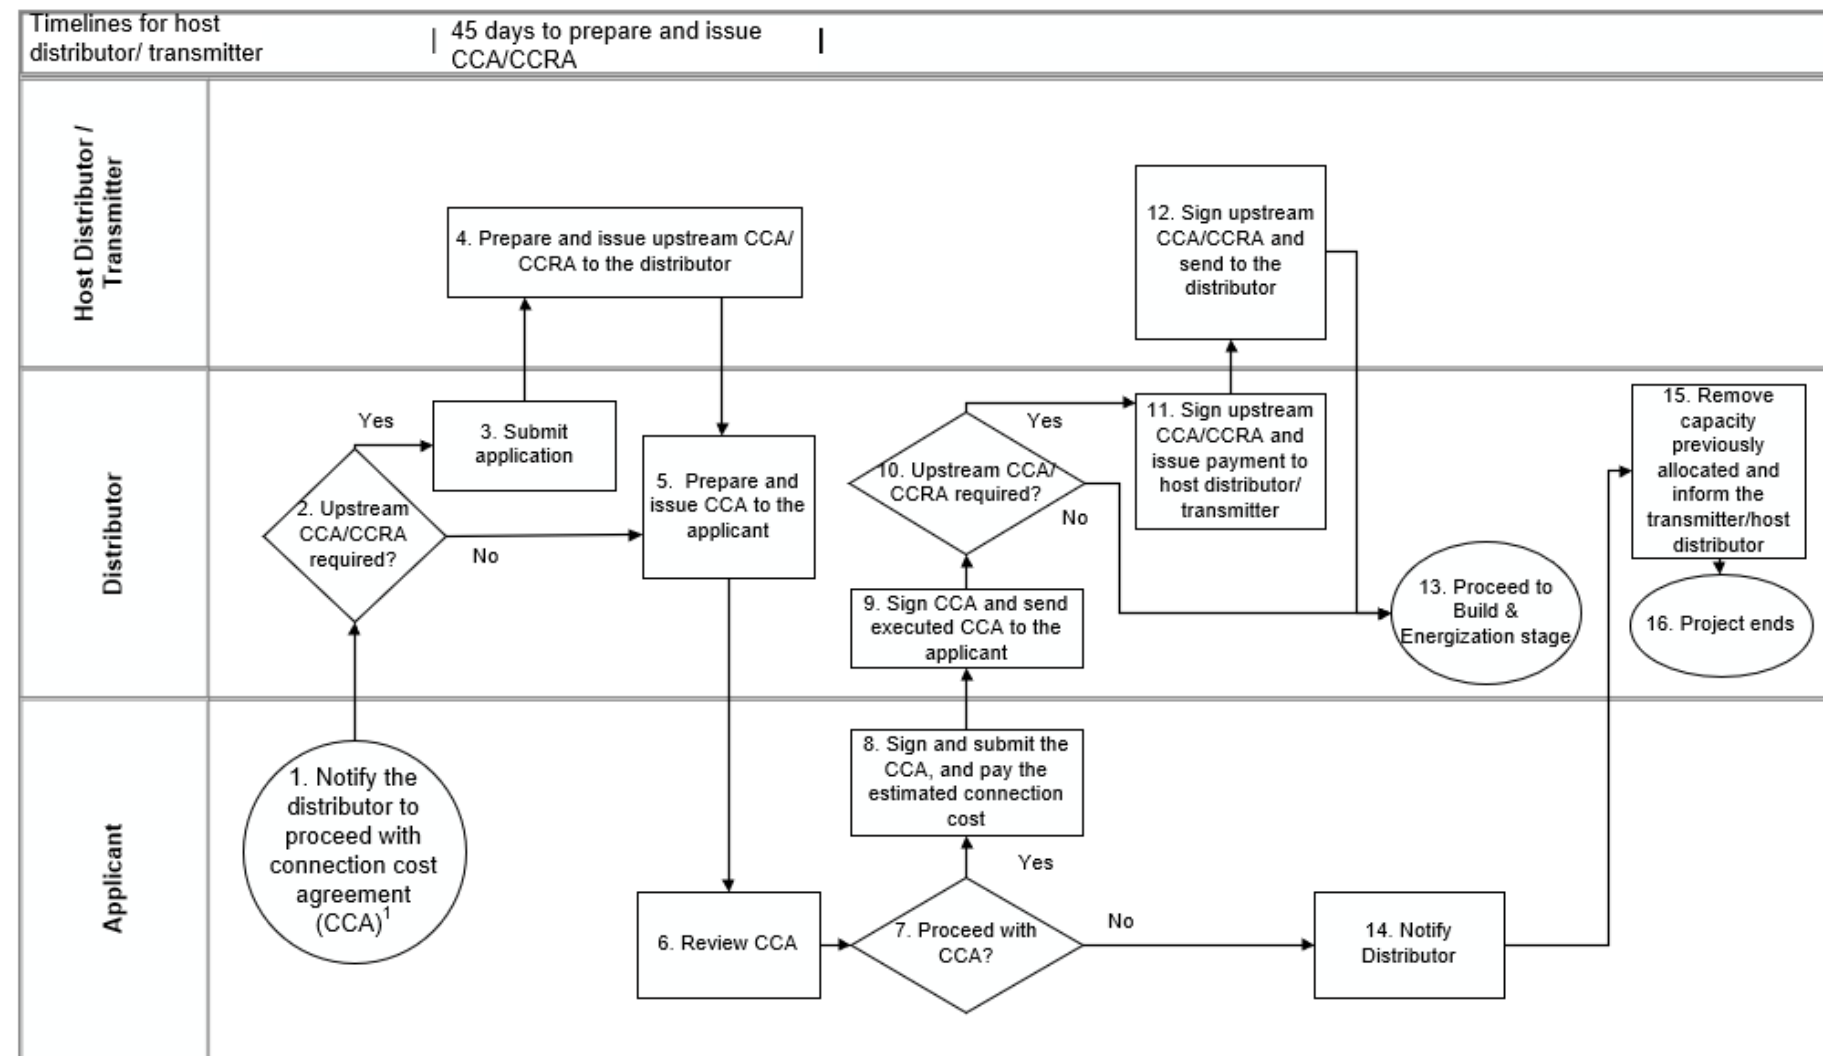 Timelines for host
distributor/ transmitter
45 days to prepare and issue
CCA/CCRA
Host Distributor /
Transmitter
4. Prepare and issue upstream CCA/
CCRA to the distributor
12. Sign upstream
CCA/CCRA and
send to the
distributor
Distributor
Yes
2. Upstream
CCA/CCRA
required?
No
3. Submit
application
5. Prepare and
issue CCA to the
applicant
10. Upstream CCA/
CCRA required?
Yes
No
11. Sign upstream
CCA/CCRA and
issue payment to
host distributor/
transmitter
9. Sign CCA and send
executed CCA to the
applicant
13. Proceed to
Build &
Energization stage
15. Remove
capacity
previously
allocated and
inform the
transmitter/host
distributor
16. Project ends
Applicant
1. Notify the
distributor to
proceed with
connection cost
agreement
(CCA)1
6. Review CCA
8. Sign and submit the
CCA, and pay the
estimated connection
cost
Yes
7. Proceed with
CCA?
No
14. Notify
Distributor